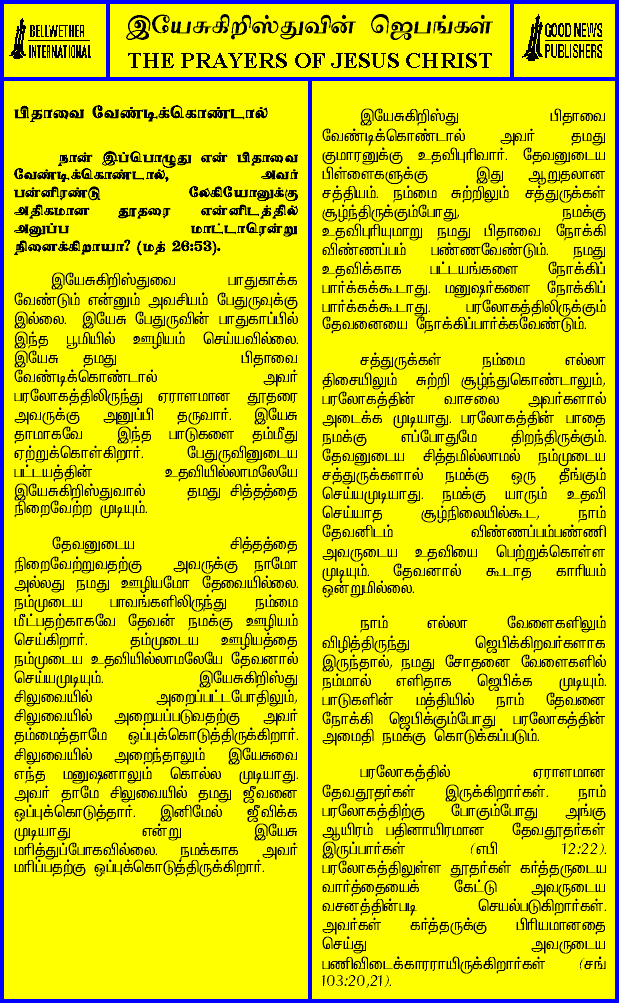 BELLWETHER
INTERNATIONAL
இயேசுகிறிஸ்துவின் ஜெபங்கள்
THE PRAYERS OF JESUS CHRIST
GOOD NEWS
PUBLISHERS
பிதாவை வேண்டிக்கொண்டால்
நான் இப்பொழுது என் பிதாவை
வேண்டிக்கொண்டால், அவர்
பன்னிரண்டு லேகியோனுக்கு
அதிகமான தூதரை என்னிடத்தில்
அனுப்ப மாட்டாரென்று
நினைக்கிறாயா? (மத் 26:53).
இயேசுகிறிஸ்துவை பாதுகாக்க
வேண்டும் என்னும் அவசியம் பேதுருவுக்கு
இல்லை. இயேசு பேதுருவின் பாதுகாப்பில்
இந்த பூமியில் ஊழியம் செய்யவில்லை.
இயேசு தமது பிதாவை
வேண்டிக்கொண்டால் அவர்
பரலோகத்திலிருந்து ஏராளமான தூதரை
அவருக்கு அனுப்பி தருவார். இயேசு
தாமாகவே இந்த பாடுகளை தம்மீது
ஏற்றுக்கொள்கிறார். பேதுருவினுடைய
பட்டயத்தின் உதவியில்லாமலேயே
இயேசுகிறிஸ்துவால் தமது சித்தத்தை
நிறைவேற்ற முடியும்.
தேவனுடைய சித்தத்தை
நிறைவேற்றுவதற்கு அவருக்கு நாமோ
அல்லது நமது ஊழியமோ தேவையில்லை.
நம்முடைய பாவங்களிலிருந்து நம்மை
மீட்பதற்காகவே தேவன் நமக்கு ஊழியம்
செய்கிறார். தம்முடைய ஊழியத்தை
நம்முடைய உதவியில்லாமலேயே தேவனால்
செய்யமுடியும். இயேசுகிறிஸ்து
சிலுவையில் அறைப்பட்டபோதிலும்,
சிலுவையில் அறையப்படுவதற்கு அவர்
தம்மைத்தாமே ஒப்புக்கொடுத்திருக்கிறார்.
சிலுவையில் அறைந்தாலும் இயேசுவை
எந்த மனுஷனாலும் கொல்ல முடியாது.
அவர் தாமே சிலுவையில் தமது ஜீவனை
ஒப்புக்கொடுத்தார். இனிமேல் ஜீவிக்க
முடியாது என்று இயேசு
மரித்துப்போகவில்லை. நமக்காக அவர்
மரிப்பதற்கு ஒப்புக்கொடுத்திருக்கிறார்.
இயேசுகிறிஸ்து பிதாவை
வேண்டிக்கொண்டால் அவர் தமது
குமாரனுக்கு உதவிபுரிவார். தேவனுடைய
பிள்ளைகளுக்கு இது ஆறுதலான
சத்தியம். நம்மை சுற்றிலும் சத்துருக்கள்
சூழ்ந்திருக்கும்போது, நமக்கு
உதவிபுரியுமாறு நமது பிதாவை நோக்கி
விண்ணப்பம் பண்ணவேண்டும். நமது
உதவிக்காக பட்டயங்களை நோக்கிப்
பார்க்கக்கூடாது. மனுஷர்களை நோக்கிப்
பார்க்கக்கூடாது. பரலோகத்திலிருக்கும்
தேவனையை நோக்கிப்பார்க்கவேண்டும்.
சத்துருக்கள் நம்மை எல்லா
திசையிலும் சுற்றி சூழ்ந்துகொண்டாலும்,
பரலோகத்தின் வாசலை அவர்களால்
அடைக்க முடியாது. பரலோகத்தின் பாதை
நமக்கு எப்போதுமே திறந்திருக்கும்.
தேவனுடைய சித்தமில்லாமல் நம்முடைய
சத்துருக்களால் நமக்கு ஒரு தீங்கும்
செய்யமுடியாது. நமக்கு யாரும் உதவி
செய்யாத சூழ்நிலையில்கூட, நாம்
தேவனிடம் விண்ணப்பம்பண்ணி
அவருடைய உதவியை பெற்றுக்கொள்ள
முடியும். தேவனால் கூடாத காரியம்
ஒன்றுமில்லை.
நாம் எல்லா வேளைகளிலும்
விழித்திருந்து ஜெபிக்கிறவர்களாக
இருந்தால், நமது சோதனை வேளைகளில்
நம்மால் எளிதாக ஜெபிக்க முடியும்.
பாடுகளின் மத்தியில் நாம் தேவனை
நோக்கி ஜெபிக்கும்போது பரலோகத்தின்
அமைதி நமக்கு கொடுக்கப்படும்.
பரலோகத்தில் ஏராளமான
தேவதூதர்கள் இருக்கிறார்கள். நாம்
பரலோகத்திற்கு போகும்போது அங்கு
ஆயிரம் பதினாயிரமான தேவதூதர்கள்
இருப்பார்கள் (எபி 12:22).
பரலோகத்திலுள்ள தூதர்கள் கர்த்தருடைய
வார்த்தையைக் கேட்டு அவருடைய
வசனத்தின்படி செயல்படுகிறார்கள்.
அவர்கள் கர்த்தருக்கு பிரியமானதை
செய்து அவருடைய
பணிவிடைக்காரராயிருக்கிறார்கள் (சங்
103:20,21).